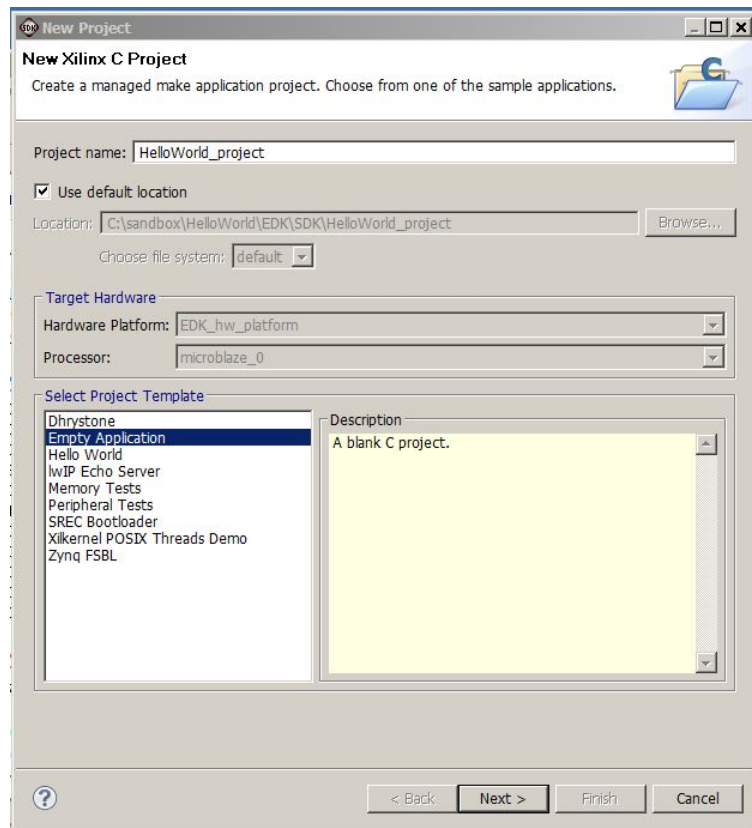 SDK New Project
New Xilinx C Project
Create a managed make application project. Choose from one of the sample applications.
C
Project name: HelloWorld_project
Use default location
Location: C:\sandbox\HelloWorld\EDK\SDK\HelloWorld_project Browse...
Choose file system: default
Target Hardware
Hardware Platform: EDK_hw_platform
Processor: microblaze_0
Select Project Template
Dhrystone
Empty Application
Hello World
lwIP Echo Server
Memory Tests
Peripheral Tests
SREC Bootloader
Xilkernel POSIX Threads Demo
Zynq FSBL
Description
A blank C project.
? < Back Next > Finish Cancel